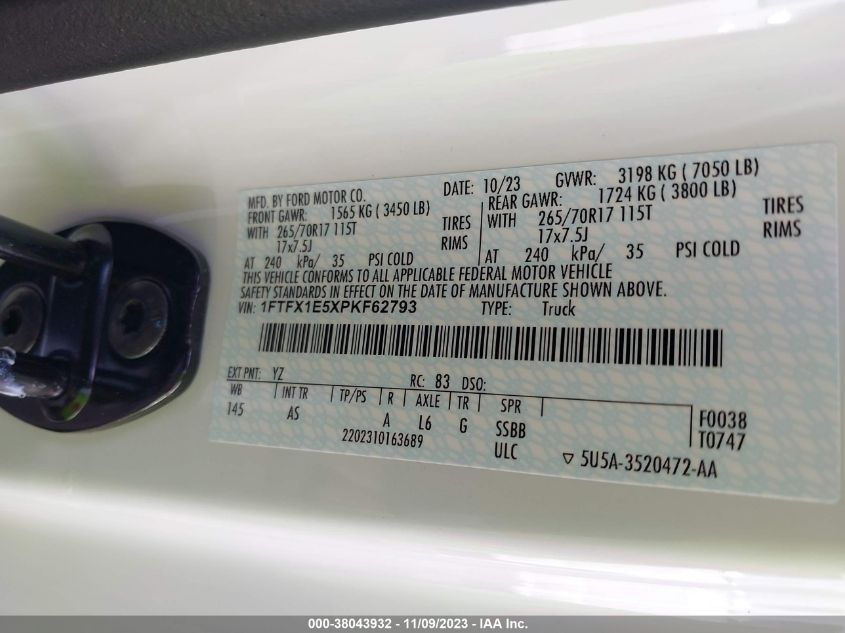 MFD. BY FORD MOTOR CO. DATE: 10/23 GVWR: 3198 KG ( 7050 LB)
FRONT GAWR: 1565 KG ( 3450 LB) REAR GAWR: 1724 KG ( 3800 LB)
WITH 265/70R17 115T TIRES WITH 265/70R17 115T TIRES
17x7.5J RIMS 17x7.5J RIMS
AT 240 kPa/ 35 PSI COLD AT 240 kPa/ 35 PSI COLD
THIS VEHICLE CONFORMS TO ALL APPLICABLE FEDERAL MOTOR VEHICLE
SAFETY STANDARDS IN EFFECT ON THE DATE OF MANUFACTURE SHOWN ABOVE.
VIN: 1FTFX1E5XPKF62793 TYPE: Truck
EXT PNT: YZ RC: 83 DSO:
WB INT TR TP/PS R AXLE TR SPR F0038
145 AS A L6 G SSBB T0747
2202310163689 ULC ▽ 5U5A-3520472-AA
000-38043932 - 11/09/2023 - IAA Inc.